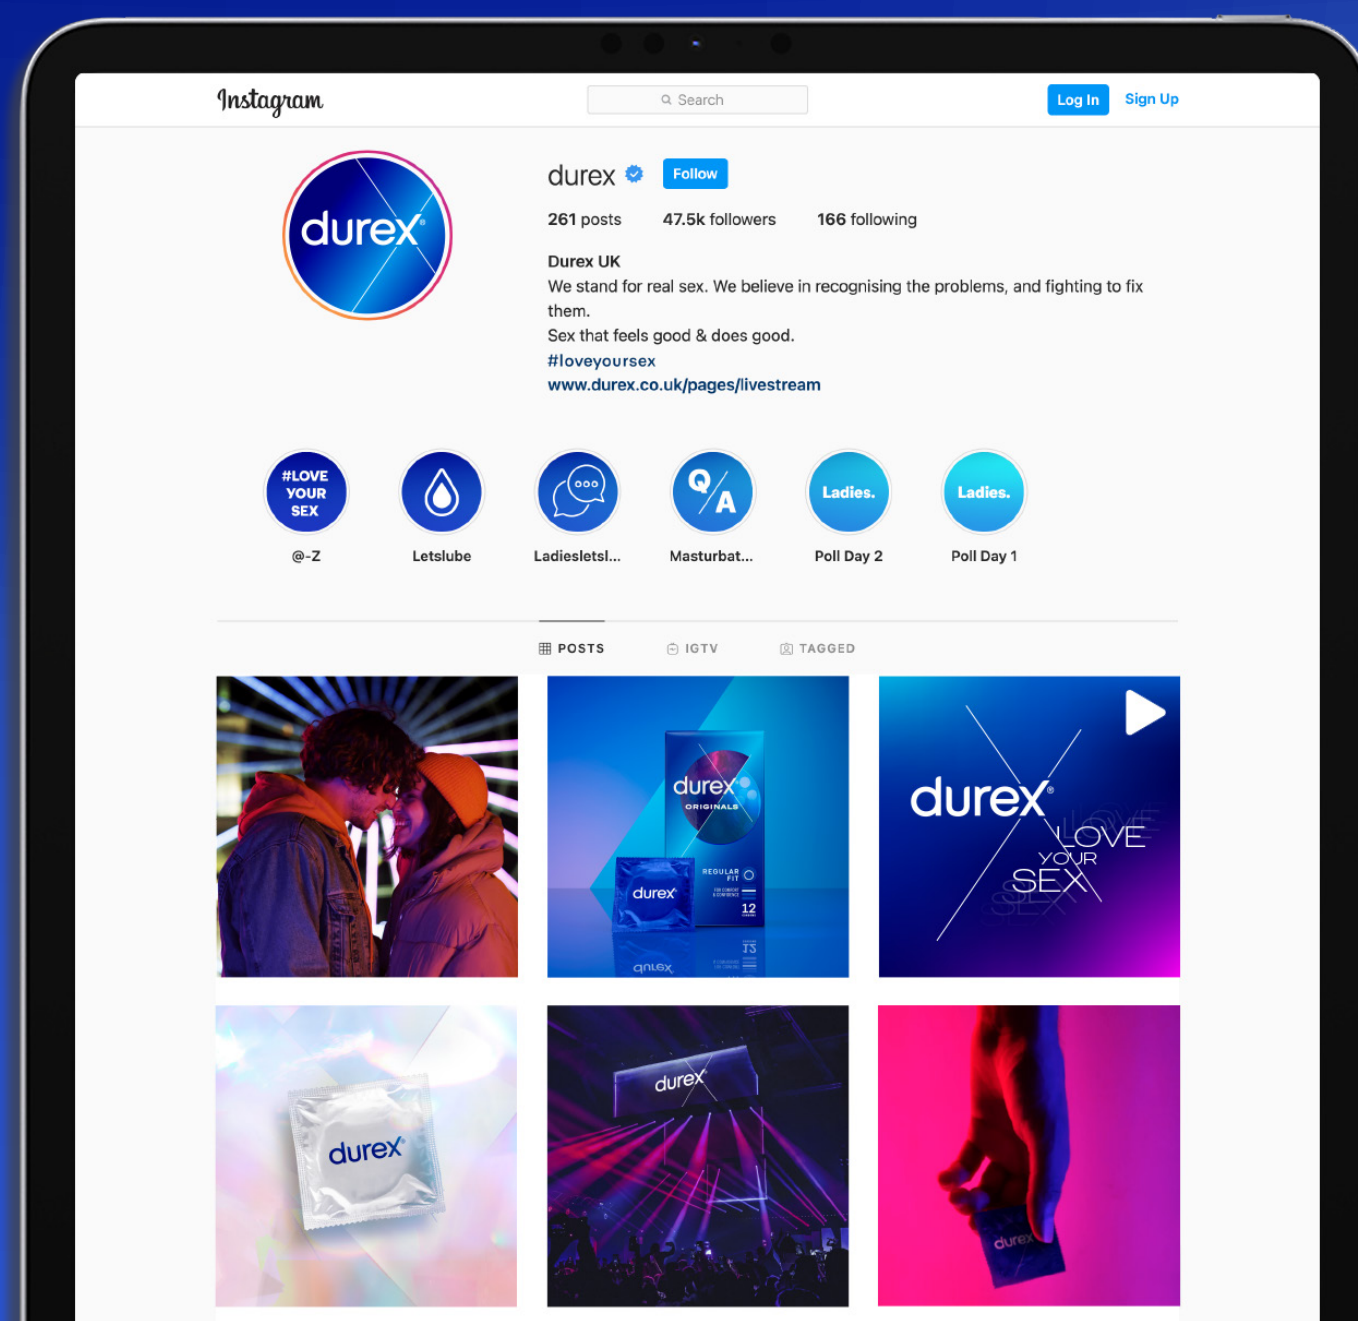 Instagram
Search
Log In
Sign Up
durex
durex
Follow
261 posts
47.5k followers
166 following
Durex UK
We stand for real sex. We believe in recognising the problems, and fighting to fix
them.
Sex that feels good & does good.
#loveyoursex
www.durex.co.uk/pages/livestream
#LOVE
YOUR
SEX
Q/A
Ladies.
Ladies.
@-Z
Letslube
Ladiesletsl...
Masturbat...
Poll Day 2
Poll Day 1
POSTS
IGTV
TAGGED
durex
ORIGINALS
REGULAR
FIT
FOR COMFORT
& CONFIDENCE
12
durex
durex
LOVE
YOUR
SEX
durex
durex
durex